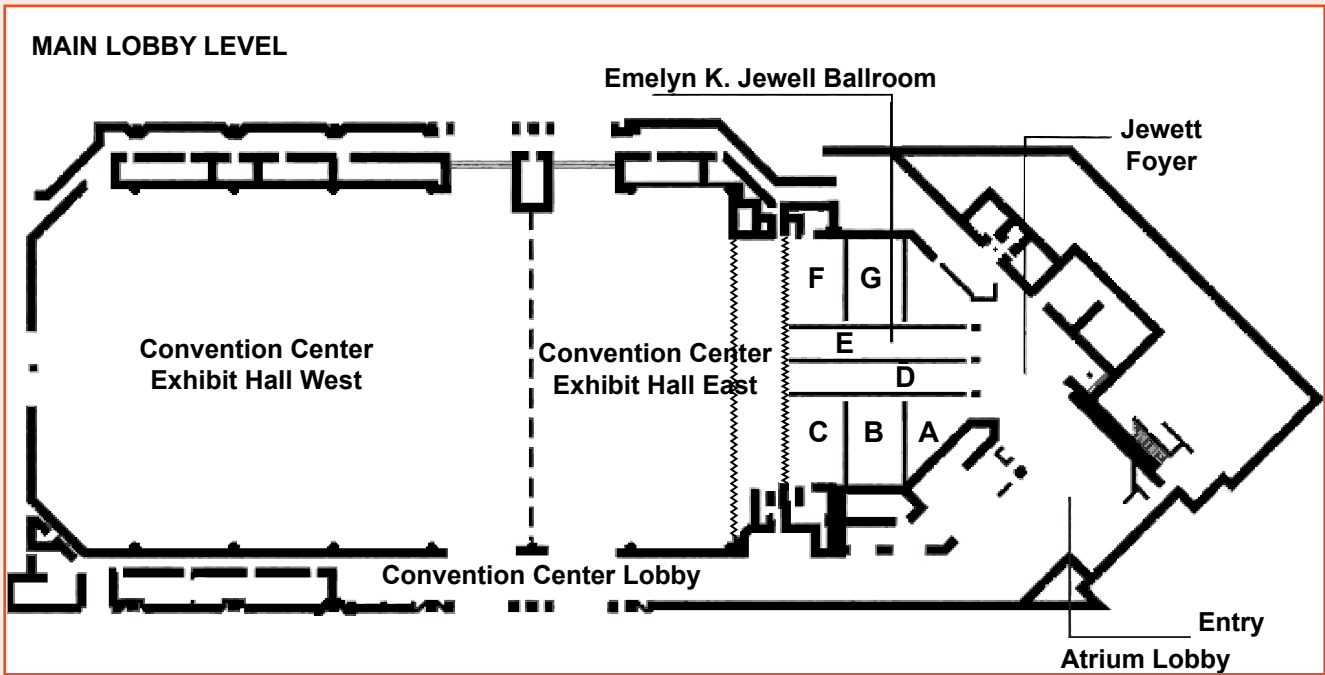 MAIN LOBBY LEVEL
Emelyn K. Jewell Ballroom
Jewett
Foyer
F
G
E
D
C
B
A
Convention Center
Exhibit Hall West
Convention Center
Exhibit Hall East
Convention Center Lobby
Entry
Atrium Lobby